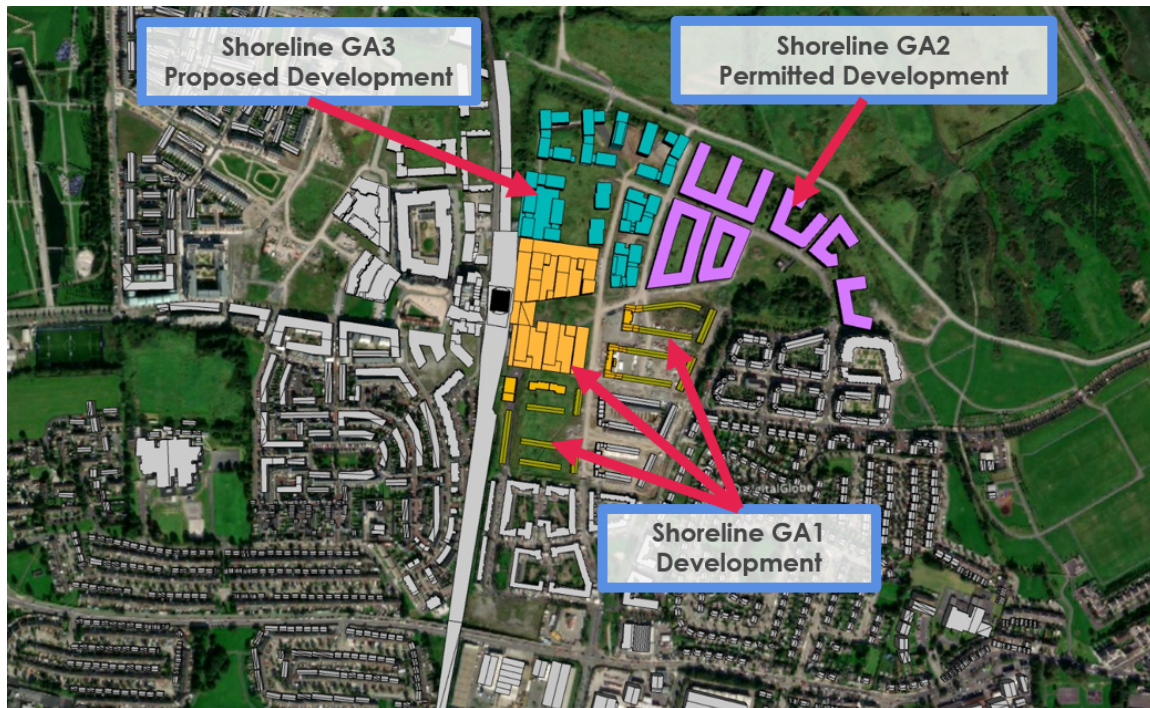 Shoreline GA3
Proposed Development
Shoreline GA2
Permitted Development
Shoreline GA1
Development